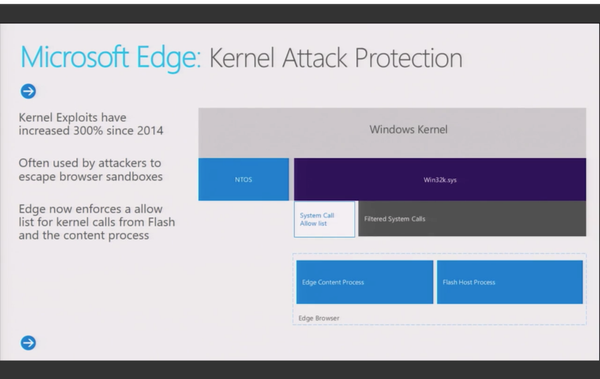 Microsoft Edge: Kernel Attack Protection
Kernel Exploits have
increased 300% since 2014
Often used by attackers to
escape browser sandboxes
Edge now enforces a allow
list for kernel calls from Flash
and the content process
Windows Kernel
NTOS
Win32k.sys
System Call
Allow list
Filtered System Calls
Edge Content Process
Flash Host Process
Edge Browser